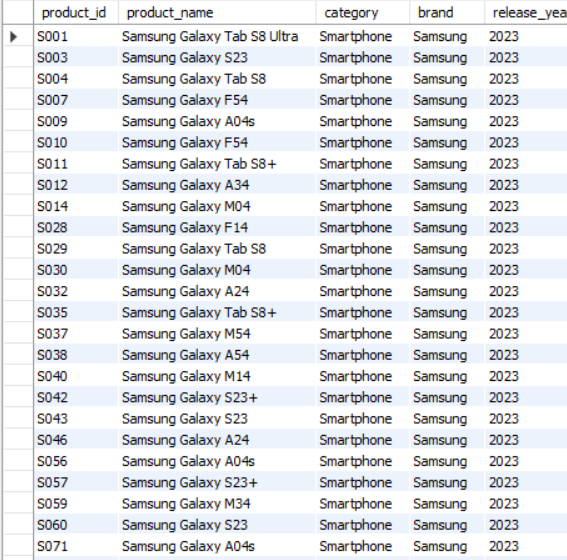 product_id product_name category brand release_yea
S001 Samsung Galaxy Tab S8 Ultra Smartphone Samsung 2023
S003 Samsung Galaxy S23 Smartphone Samsung 2023
S004 Samsung Galaxy Tab S8 Smartphone Samsung 2023
S007 Samsung Galaxy F54 Smartphone Samsung 2023
S009 Samsung Galaxy A04s Smartphone Samsung 2023
S010 Samsung Galaxy F54 Smartphone Samsung 2023
S011 Samsung Galaxy Tab S8+ Smartphone Samsung 2023
S012 Samsung Galaxy A34 Smartphone Samsung 2023
S014 Samsung Galaxy M04 Smartphone Samsung 2023
S028 Samsung Galaxy F14 Smartphone Samsung 2023
S029 Samsung Galaxy Tab S8 Smartphone Samsung 2023
S030 Samsung Galaxy M04 Smartphone Samsung 2023
S032 Samsung Galaxy A24 Smartphone Samsung 2023
S035 Samsung Galaxy Tab S8+ Smartphone Samsung 2023
S037 Samsung Galaxy M54 Smartphone Samsung 2023
S038 Samsung Galaxy A54 Smartphone Samsung 2023
S040 Samsung Galaxy M14 Smartphone Samsung 2023
S042 Samsung Galaxy S23+ Smartphone Samsung 2023
S043 Samsung Galaxy S23 Smartphone Samsung 2023
S046 Samsung Galaxy A24 Smartphone Samsung 2023
S056 Samsung Galaxy A04s Smartphone Samsung 2023
S057 Samsung Galaxy S23+ Smartphone Samsung 2023
S059 Samsung Galaxy M34 Smartphone Samsung 2023
S060 Samsung Galaxy S23 Smartphone Samsung 2023
S071 Samsung Galaxy A04s Smartphone Samsung 2023